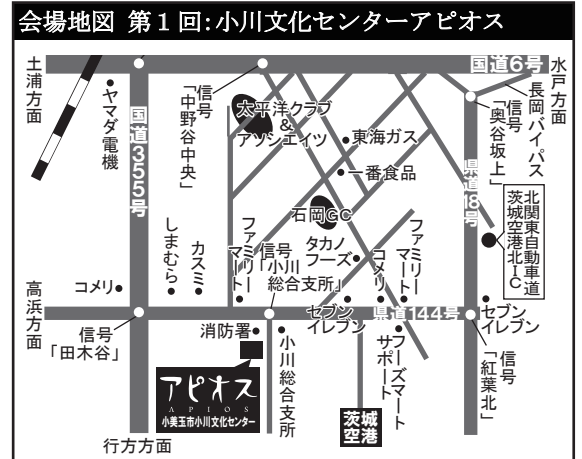 会場地図 第1回:小川文化センターアピオス
土浦方面
国道6号
水戸方面
ヤマダ電機
国道355号
信号
「中野谷中央」
太平洋クラブ
&
アソシエイツ
東海ガス
一番食品
石岡GC
長岡バイパス
信号
「奥谷坂上」
県道18号
北関東自動車道
茨城空港北IC
しまむら
カスミ
ファミリー
マート
信号
「小川
総合支所」
タカノ
フーズ
コメリ
ファミリー
マート
コメリ
高浜方面
セブン
イレブン
県道144号
セブン
イレブン
信号
「田木谷」
消防署
小川総合支所
フーズマート
サポート
信号
「紅葉北」
アピオス
APIOS
小美玉市小川文化センター
茨城
空港
行方方面